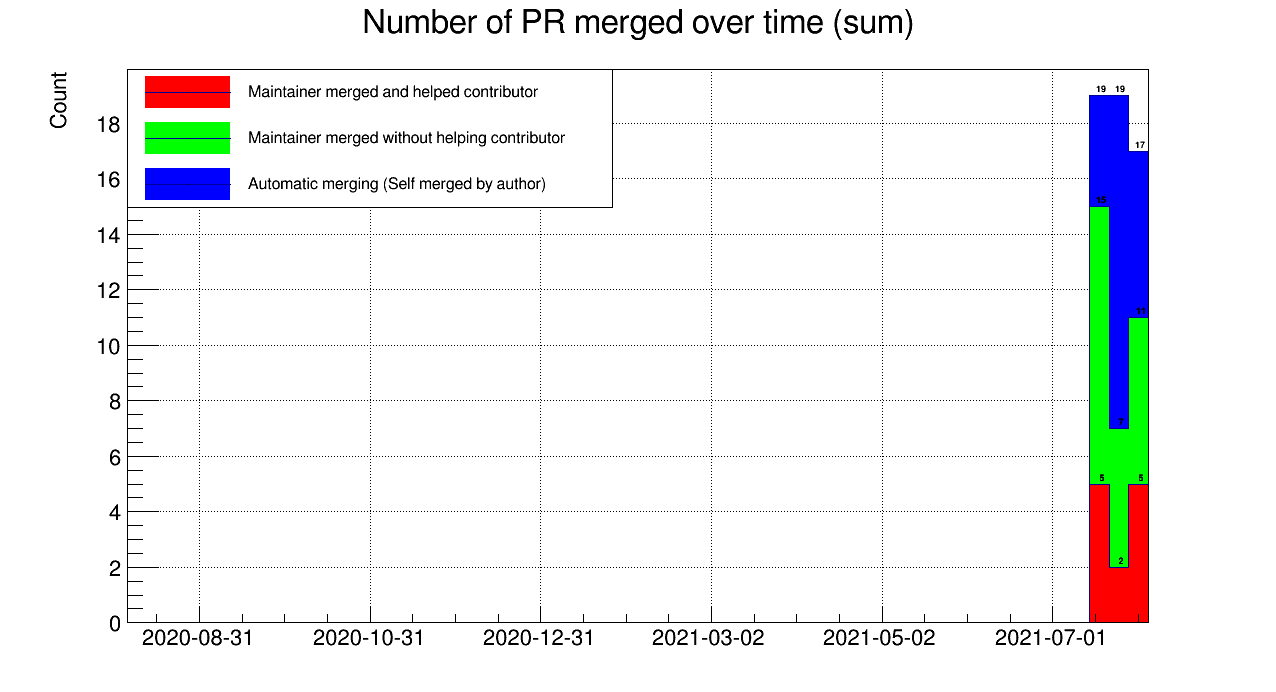 Number of PR merged over time (sum)
Count
Maintainer merged and helped contributor
Maintainer merged without helping contributor
Automatic merging (Self merged by author)
18
16
14
12
10
8
6
4
2
0
19 19
17
15
11
7
5 5
2
2020-08-31 2020-10-31 2020-12-31 2021-03-02 2021-05-02 2021-07-01